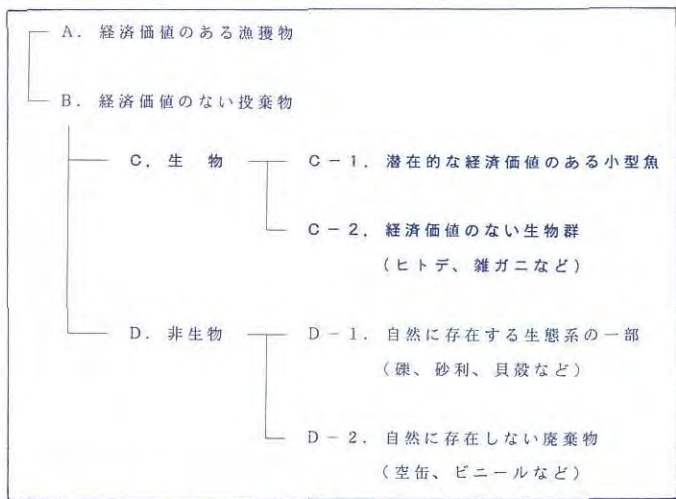 A. 経済価値のある漁獲物
B. 経済価値のない投棄物
C. 生 物
C-1. 潜在的な経済価値のある小型魚
C-2. 経済価値のない生物群
(ヒトデ、雑ガニなど)
D. 非生物
D-1. 自然に存在する生態系の一部
(礫、砂利、貝殻など)
D-2. 自然に存在しない廃棄物
(空缶、ビニールなど)